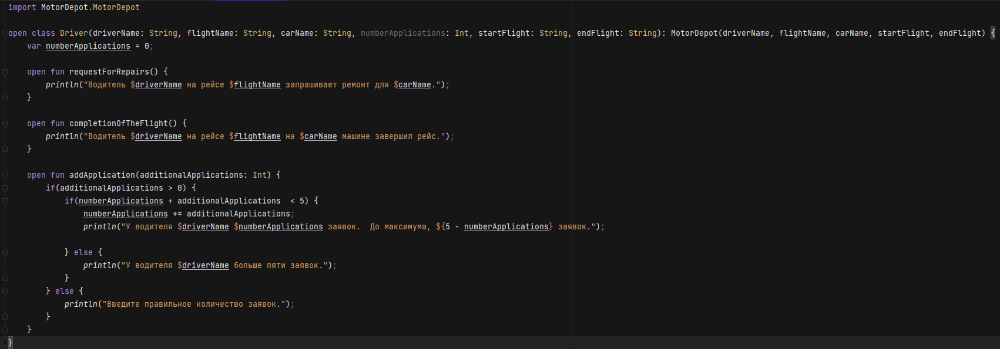 import MotorDepot.MotorDepot
open class Driver(driverName: String, flightName: String, carName: String, numberApplications: Int, startFlight: String, endFlight: String): MotorDepot(driverName, flightName, carName, startFlight, endFlight) {
var numberApplications = 0;
open fun requestForRepairs() {
println("Водитель $driverName на рейсе $flightName запрашивает ремонт для $carName.");
}
open fun completionOfTheFlight() {
println("Водитель $driverName на рейсе $flightName на $carName машине завершил рейс.");
}
open fun addApplication(additionalApplications: Int) {
if(additionalApplications > 0) {
if(numberApplications + additionalApplications  < 5) {
numberApplications += additionalApplications;
println("У водителя $driverName $numberApplications заявок.  До максимума, ${5 - numberApplications} заявок.");
} else {
println("У водителя $driverName больше пяти заявок.");
}
} else {
println("Введите правильное количество заявок.");
}
}
}